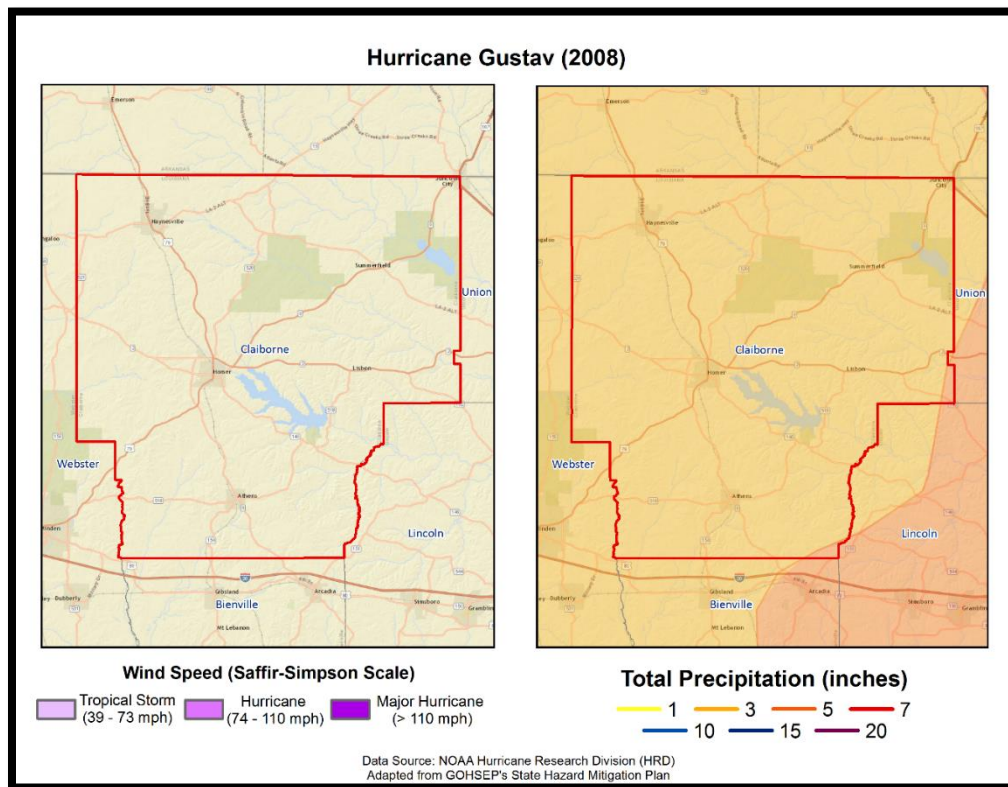 Hurricane Gustav (2008)
Emerson
Haynesville
Summerfield
Union
Claiborne
Homer
Lisbon
Webster
Athens
Lincoln
Gibsland
Arcadia
Simsboro
Bienville
Mt Lebanon
Summerfield
Emerson
Haynesville
Union
Claiborne
Homer
Lisbon
Webster
Athens
Lincoln
Gibsland
Arcadia
Simsboro
Bienville
Mt Lebanon
Wind Speed (Saffir-Simpson Scale)
Tropical Storm
(39 - 73 mph)
Hurricane
(74 - 110 mph)
Major Hurricane
(> 110 mph)
Total Precipitation (inches)
1 3 5 7
10 15 20
Data Source: NOAA Hurricane Research Division (HRD)
Adapted from GOHSEP's State Hazard Mitigation Plan